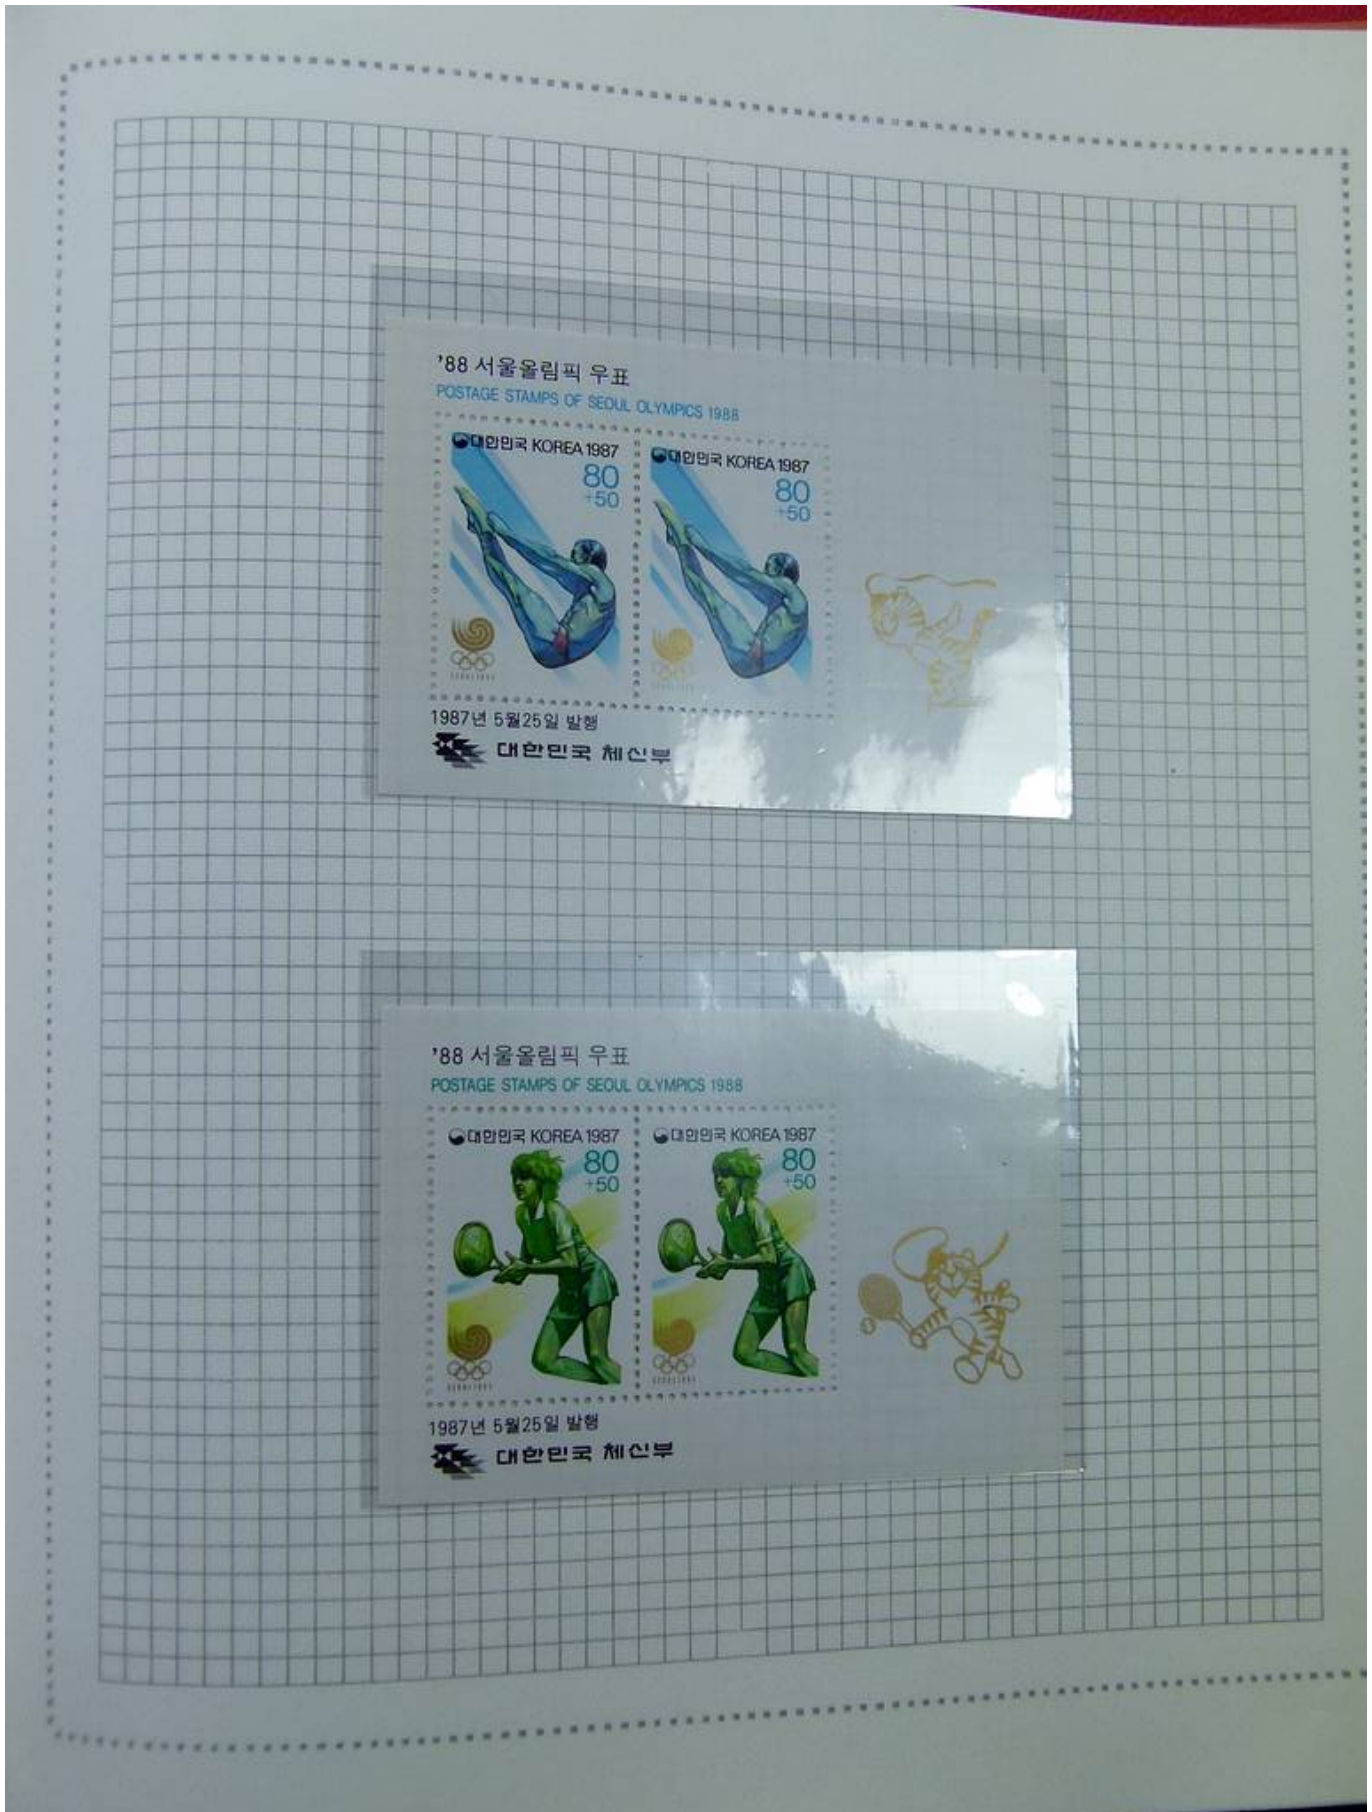 '88 서울올림픽 우표
POSTAGE STAMPS OF SEOUL OLYMPICS 1988
대한민국 KOREA 1987
80
+50
대한민국 KOREA 1987
80
+50
1987년 5월25일 발행
대한민국 체신부
'88 서울올림픽 우표
POSTAGE STAMPS OF SEOUL OLYMPICS 1988
대한민국 KOREA 1987
80
+50
대한민국 KOREA 1987
80
+50
1987년 5월25일 발행
대한민국 체신부